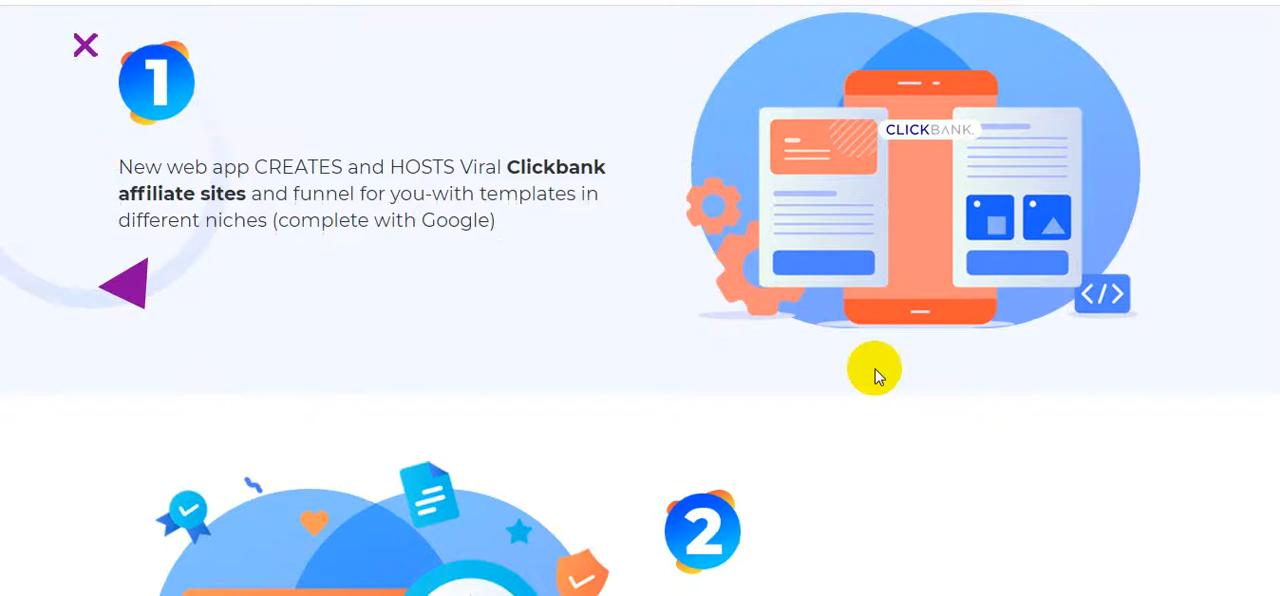 1
New web app CREATES and HOSTS Viral Clickbank
affiliate sites and funnel for you-with templates in
different niches (complete with Google)
CLICKBANK.
</>
2